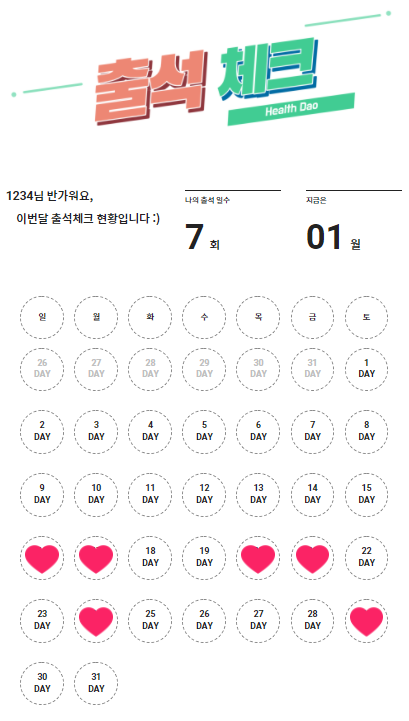 출석 체크
Health Dao
1234님 반가워요,
이번달 출석체크 현황입니다 :)
나의 출석 일수
7 회
지금은
01 월
일 월 화 수 목 금 토
26 DAY 27 DAY 28 DAY 29 DAY 30 DAY 31 DAY 1 DAY
2 DAY 3 DAY 4 DAY 5 DAY 6 DAY 7 DAY 8 DAY
9 DAY 10 DAY 11 DAY 12 DAY 13 DAY 14 DAY 15 DAY
18 DAY 19 DAY 22 DAY
23 DAY 25 DAY 26 DAY 27 DAY 28 DAY
30 DAY 31 DAY